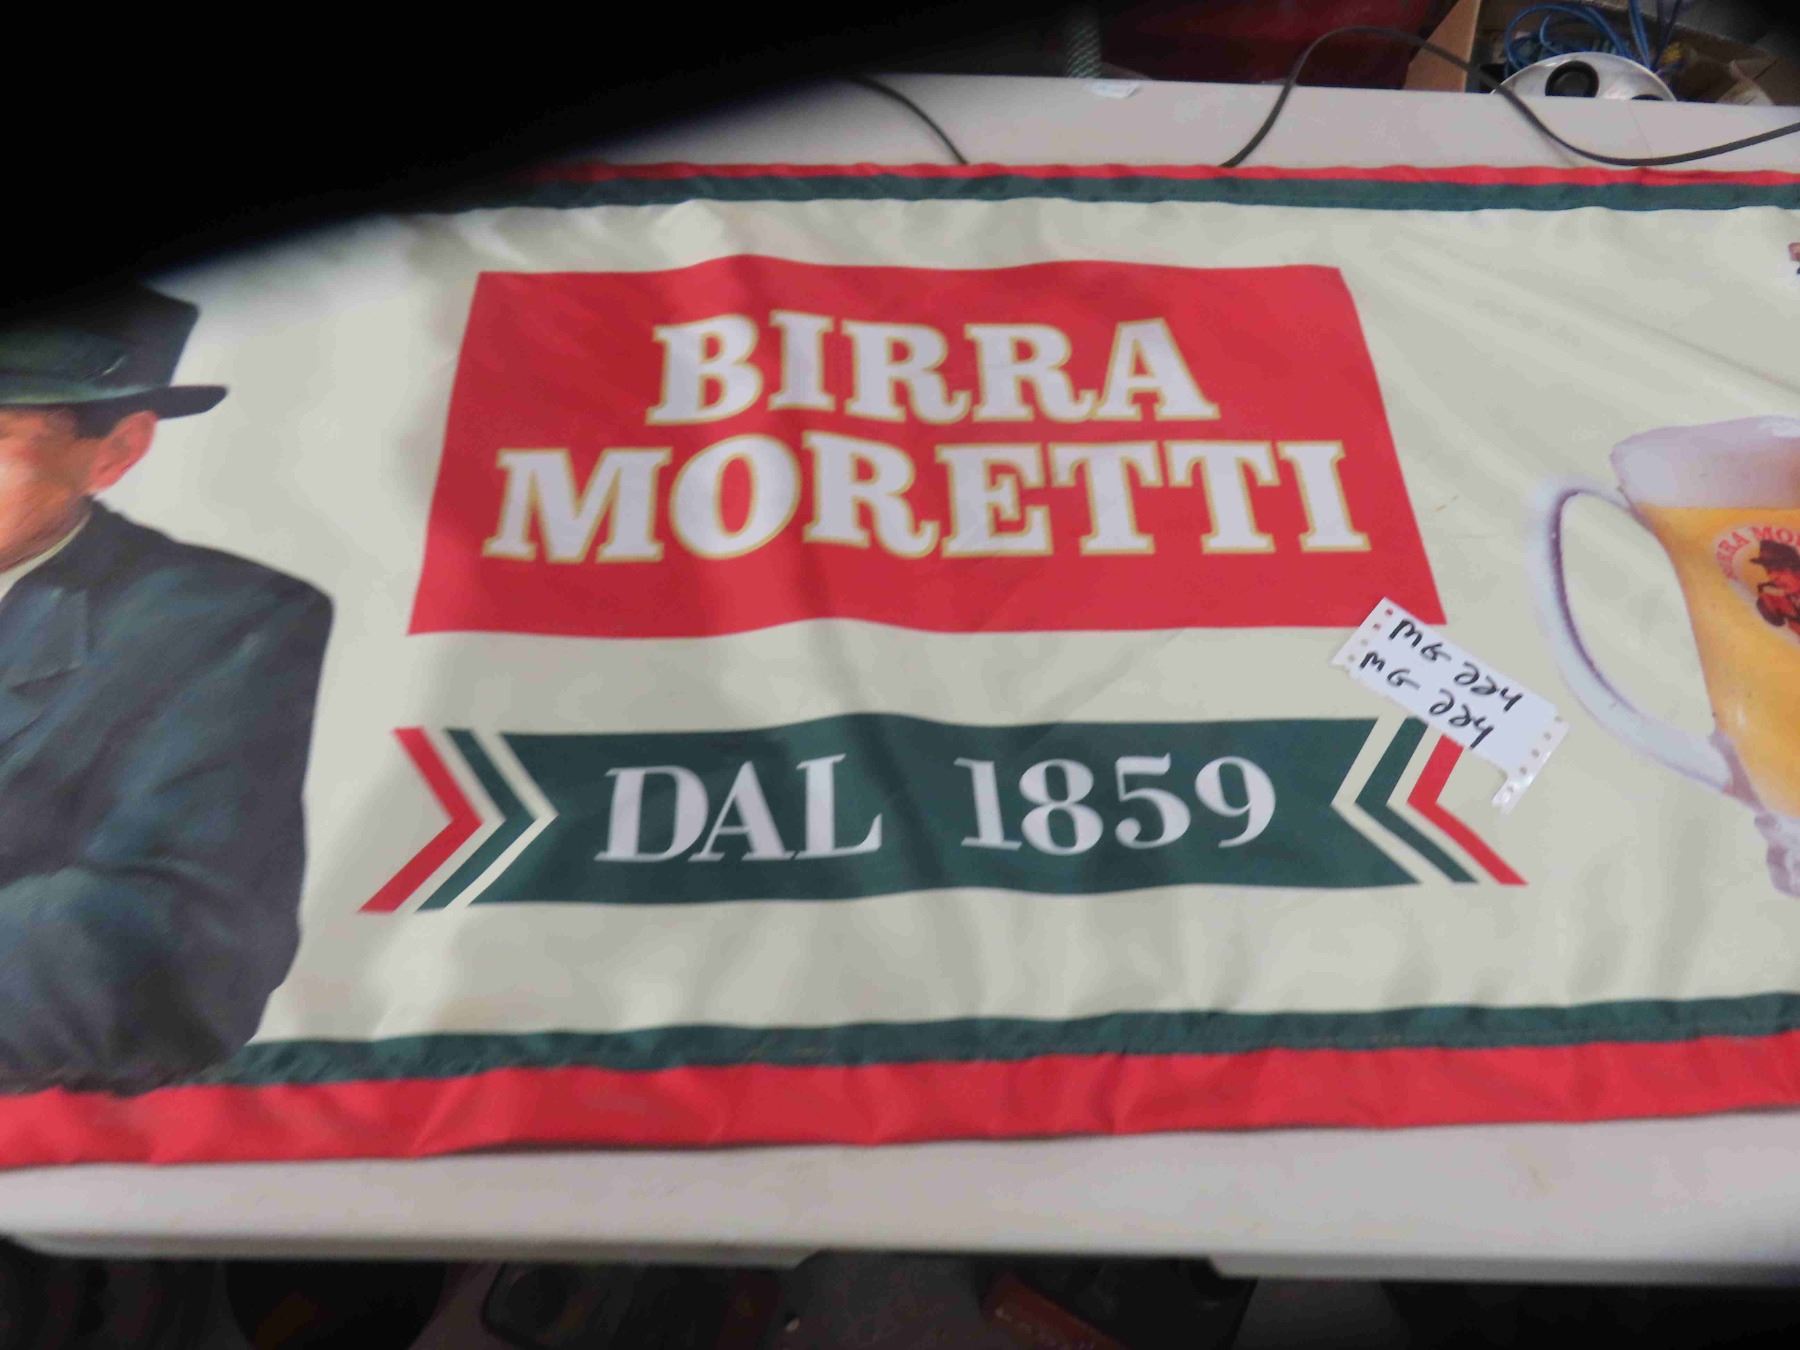 BIRRA
MORETTI
DAL 1859
MG 224
MG 224